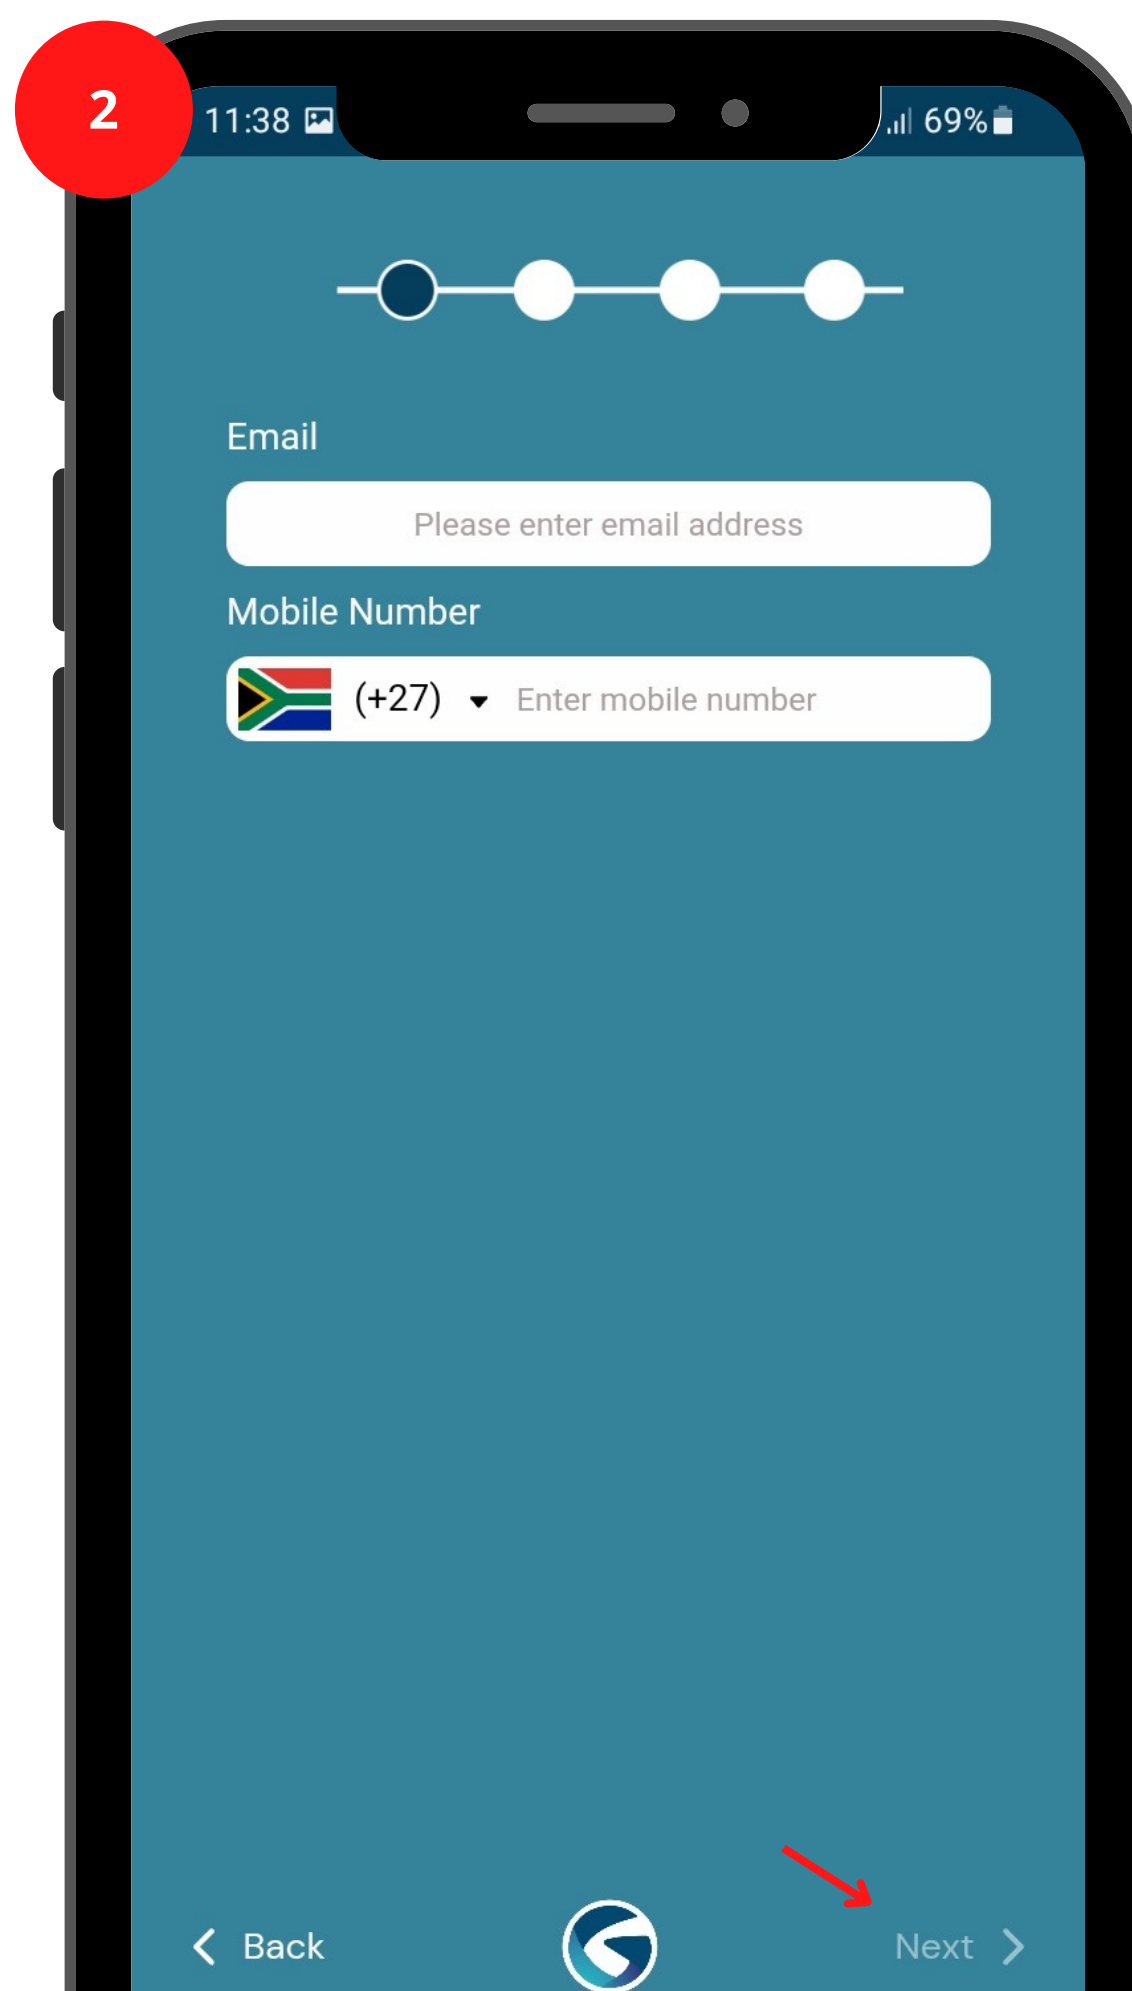 2
11:38 69%
Email
Please enter email address
Mobile Number
(+27) Enter mobile number
Back Next